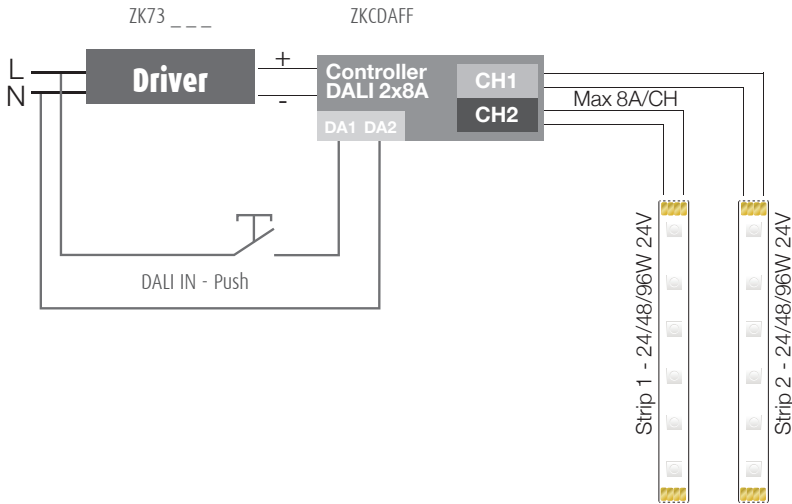 ZK73 _ _ _
ZKCDAFF
L
N
Driver
+
-
Controller
DALI 2x8A
CH1
CH2
DA1 DA2
Max 8A/CH
DALI IN - Push
Strip 1 - 24/48/96W 24V
Strip 2 - 24/48/96W 24V